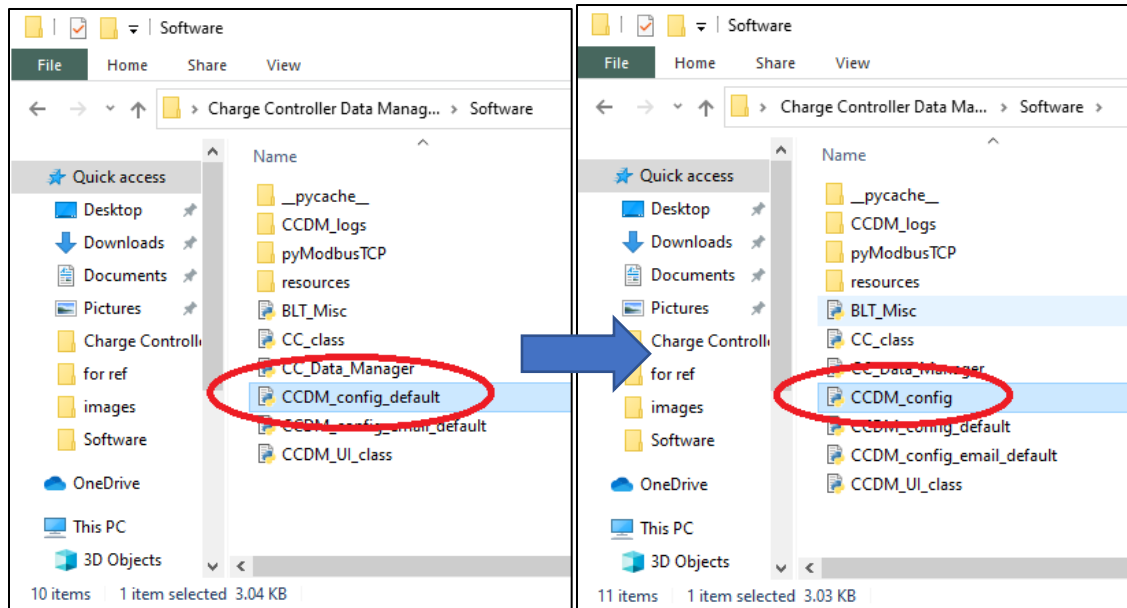 Software
File Home Share View
Charge Controller Data Manag... > Software
Name
Quick access
Desktop
Downloads
Documents
Pictures
Charge Controlle
for ref
images
Software
OneDrive
This PC
3D Objects
__pycache__
CCDM_logs
pyModbusTCP
resources
BLT_Misc
CC_class
CC_Data_Manager
CCDM_config_default
CCDM_config_email_default
CCDM_UI_class
10 items 1 item selected 3.04 KB
Software
File Home Share View
Charge Controller Data Ma... > Software >
Name
Quick access
Desktop
Downloads
Documents
Pictures
Charge Controlle
for ref
images
Software
OneDrive
This PC
3D Objects
__pycache__
CCDM_logs
pyModbusTCP
resources
BLT_Misc
CC_class
CC_Data_Manager
CCDM_config
CCDM_config_default
CCDM_config_email_default
CCDM_UI_class
11 items 1 item selected 3.03 KB